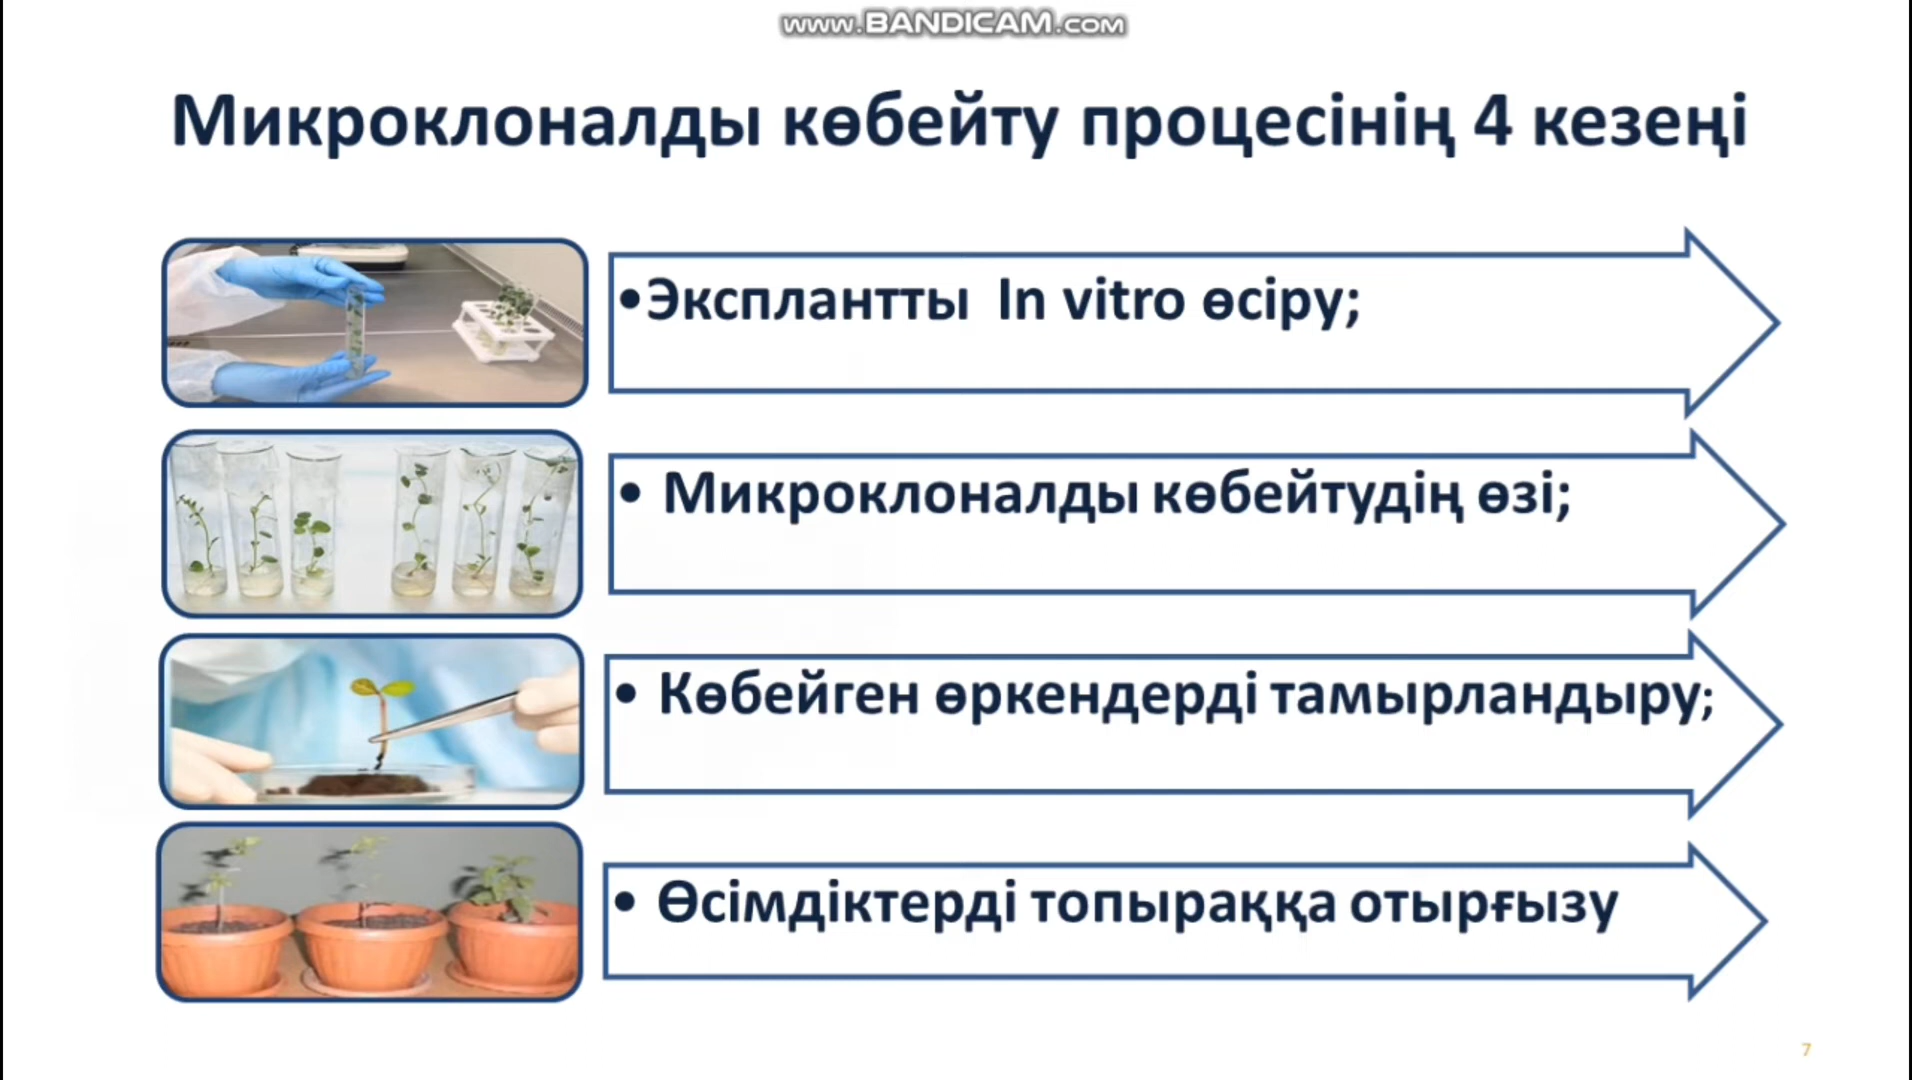 www.BANDICAM.com
Микроклоналды көбейту процесінің 4 кезеңі
•Эксплантты In vitro өсіру;
• Микроклоналды көбейтудің өзі;
• Көбейген өркендерді тамырландыру;
• Өсімдіктерді топыраққа отырғызу
7